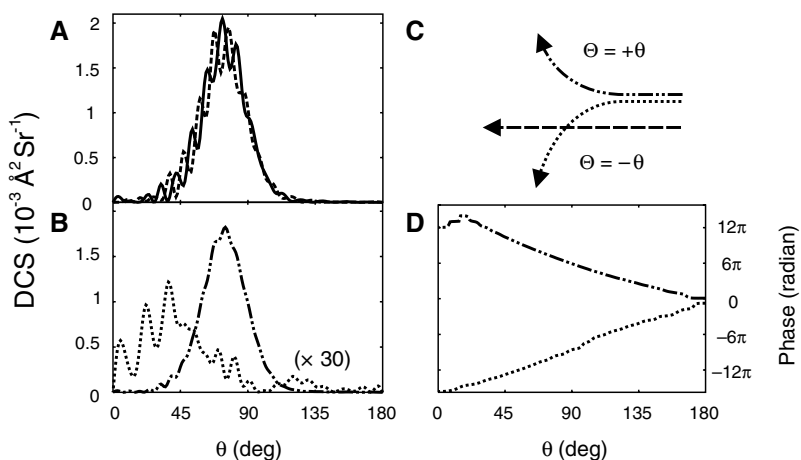 A
2
1.5
1
0.5
0
B
1.5
1
0.5
0
(× 30)
0 45 90 135 180
θ (deg)
DCS (10⁻³ Å² Sr⁻¹)
C
Θ = +θ
Θ = −θ
D
12π
6π
0
−6π
−12π
Phase (radian)
0 45 90 135 180
θ (deg)